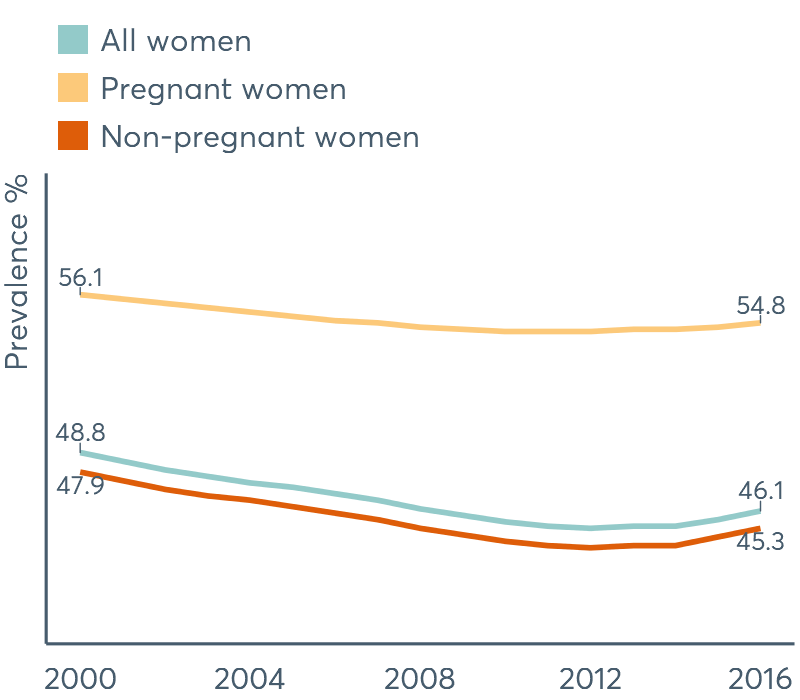 All women
Pregnant women
Non-pregnant women
Prevalence %
56.1
54.8
48.8
47.9
46.1
45.3
2000 2004 2008 2012 2016